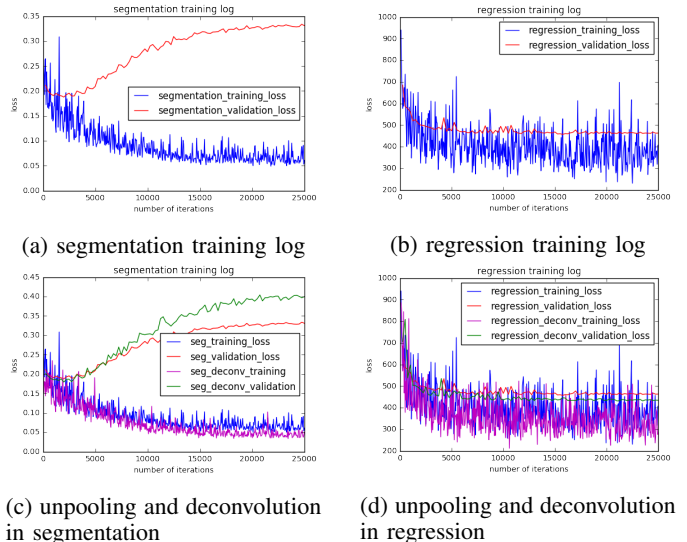 segmentation training log
0.35
0.30
0.25
0.20
0.15
0.10
0.05
0.00
loss
segmentation_training_loss
segmentation_validation_loss
0 5000 10000 15000 20000 25000
number of iterations
(a) segmentation training log
regression training log
1000
900
800
700
600
500
400
300
200
loss
regression_training_loss
regression_validation_loss
0 5000 10000 15000 20000 25000
number of iterations
(b) regression training log
segmentation training log
0.45
0.40
0.35
0.30
0.25
0.20
0.15
0.10
0.05
0.00
loss
seg_training_loss
seg_validation_loss
seg_deconv_training
seg_deconv_validation
0 5000 10000 15000 20000 25000
number of iterations
(c) unpooling and deconvolution
in segmentation
regression training log
1000
900
800
700
600
500
400
300
200
loss
regression_training_loss
regression_validation_loss
regression_deconv_training_loss
regression_deconv_validation_loss
0 5000 10000 15000 20000 25000
number of iterations
(d) unpooling and deconvolution
in regression